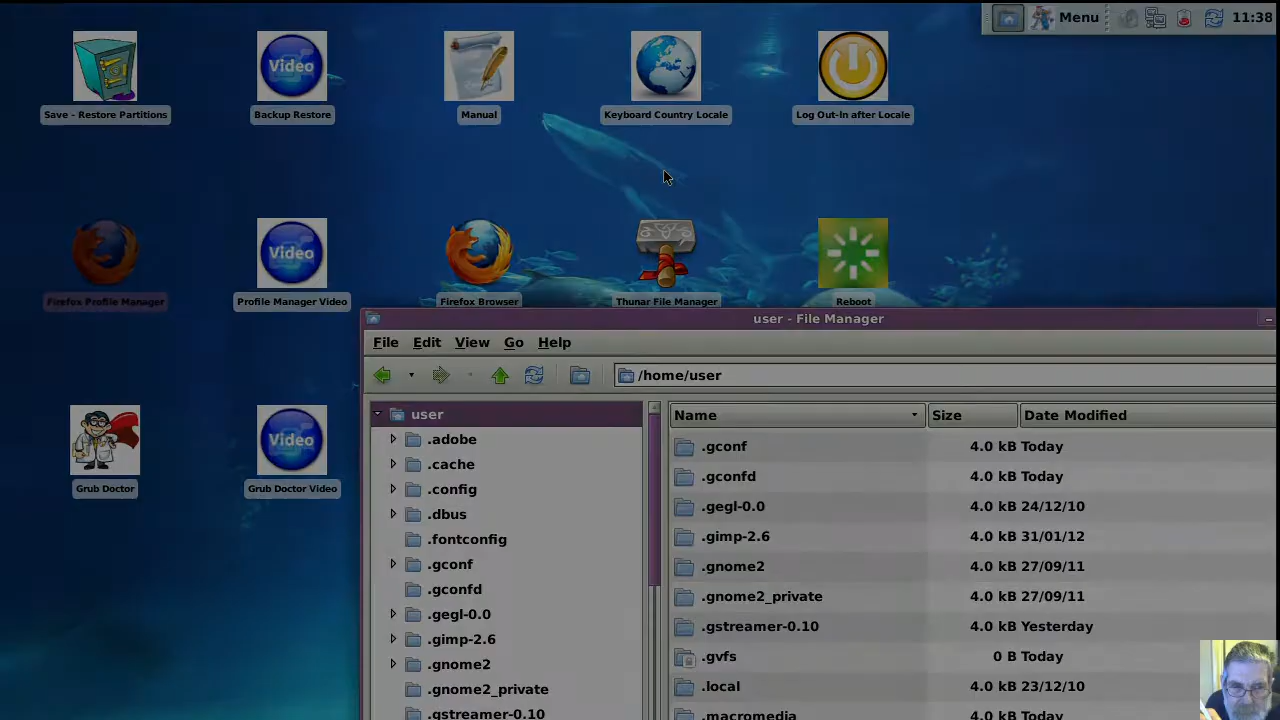 Menu 11:38
Save - Restore Partitions
Video
Backup Restore
Manual
Keyboard Country Locale
Log Out-In after Locale
Firefox Profile Manager
Video
Profile Manager Video
Firefox Browser
Thunar File Manager
Reboot
Grub Doctor
Video
Grub Doctor Video
user - File Manager
File Edit View Go Help
/home/user
user
.adobe
.cache
.config
.dbus
.fontconfig
.gconf
.gconfd
.gegl-0.0
.gimp-2.6
.gnome2
.gnome2_private
.gstreamer-0.10
Name Size Date Modified
.gconf 4.0 kB Today
.gconfd 4.0 kB Today
.gegl-0.0 4.0 kB 24/12/10
.gimp-2.6 4.0 kB 31/01/12
.gnome2 4.0 kB 27/09/11
.gnome2_private 4.0 kB 27/09/11
.gstreamer-0.10 4.0 kB Yesterday
.gvfs 0 B Today
.local 4.0 kB 23/12/10
.macromedia